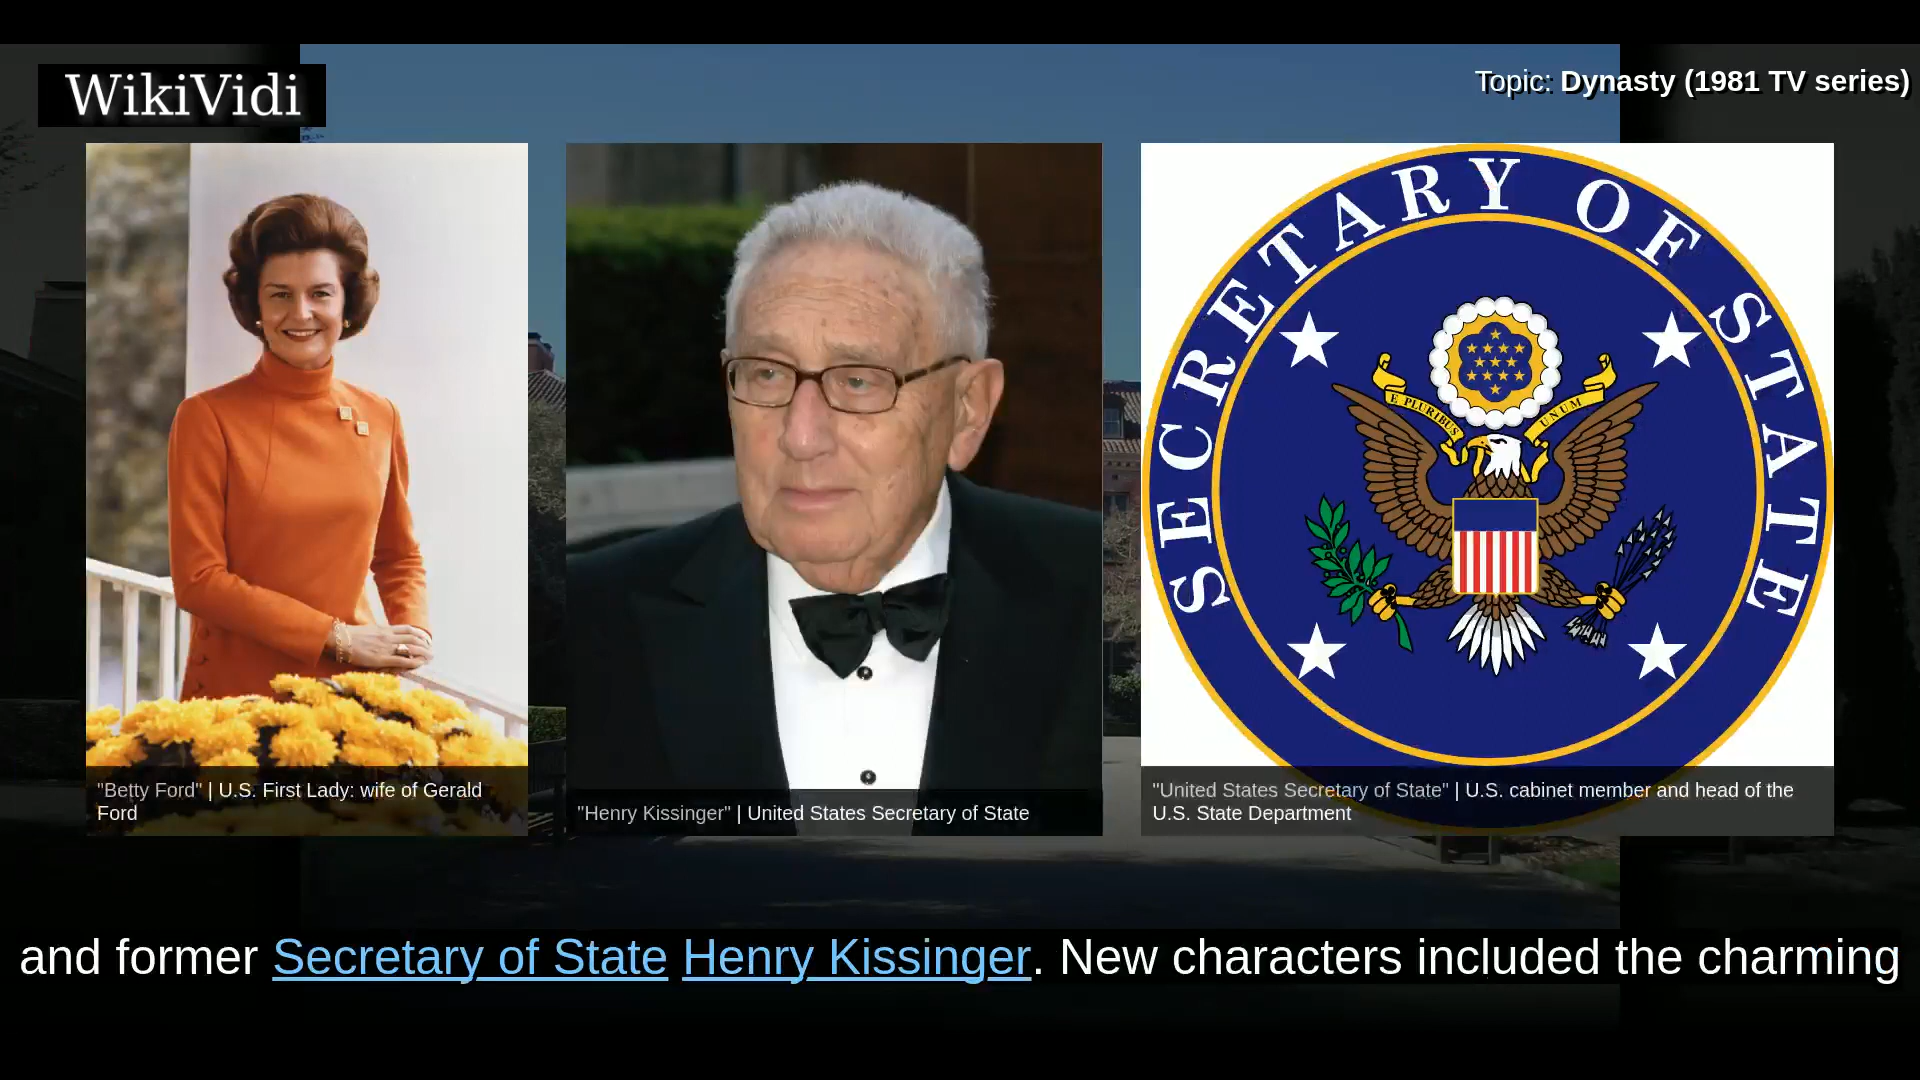 WikiVidi
Topic: Dynasty (1981 TV series)
SECRETARY OF STATE
E PLURIBUS UNUM
"Betty Ford" | U.S. First Lady: wife of Gerald
Ford
"Henry Kissinger" | United States Secretary of State
"United States Secretary of State" | U.S. cabinet member and head of the
U.S. State Department
and former Secretary of State Henry Kissinger. New characters included the charming